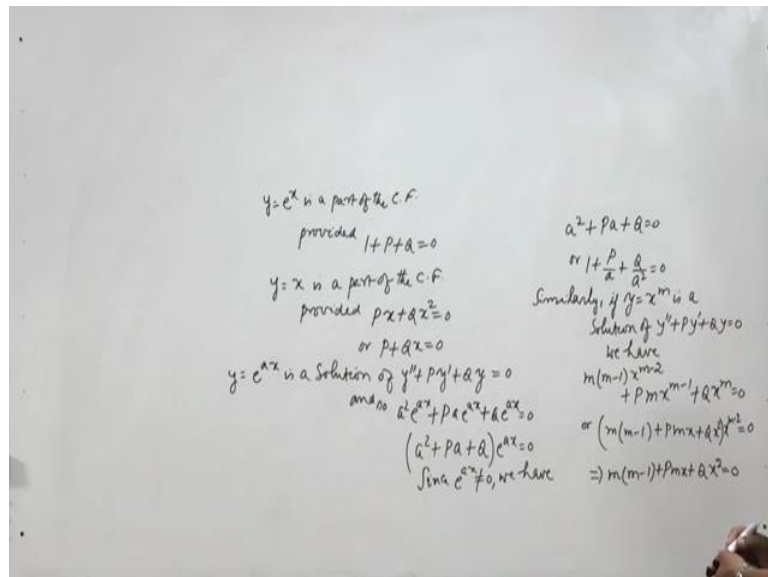 y=e^x is a part of the C.F.
provided 1+P+Q=0
y=x is a part of the C.F.
provided Px+Qx^2=0
or P+Qx=0
y=e^{ax} is a solution of y''+Py'+Qy=0
and so a^2e^{ax}+Pae^{ax}+Qe^{ax}=0
(a^2+Pa+Q)e^{ax}=0
Since e^{ax}≠0, we have
a^2+Pa+Q=0
or 1+P/a+Q/a^2=0
Similarly, if y=x^m is a
solution of y''+Py'+Qy=0
we have
m(m-1)x^{m-2}
+Pmx^{m-1}+Qx^m=0
or (m(m-1)+Pmx+Qx^2)x^{m-2}=0
⇒ m(m-1)+Pmx+Qx^2=0